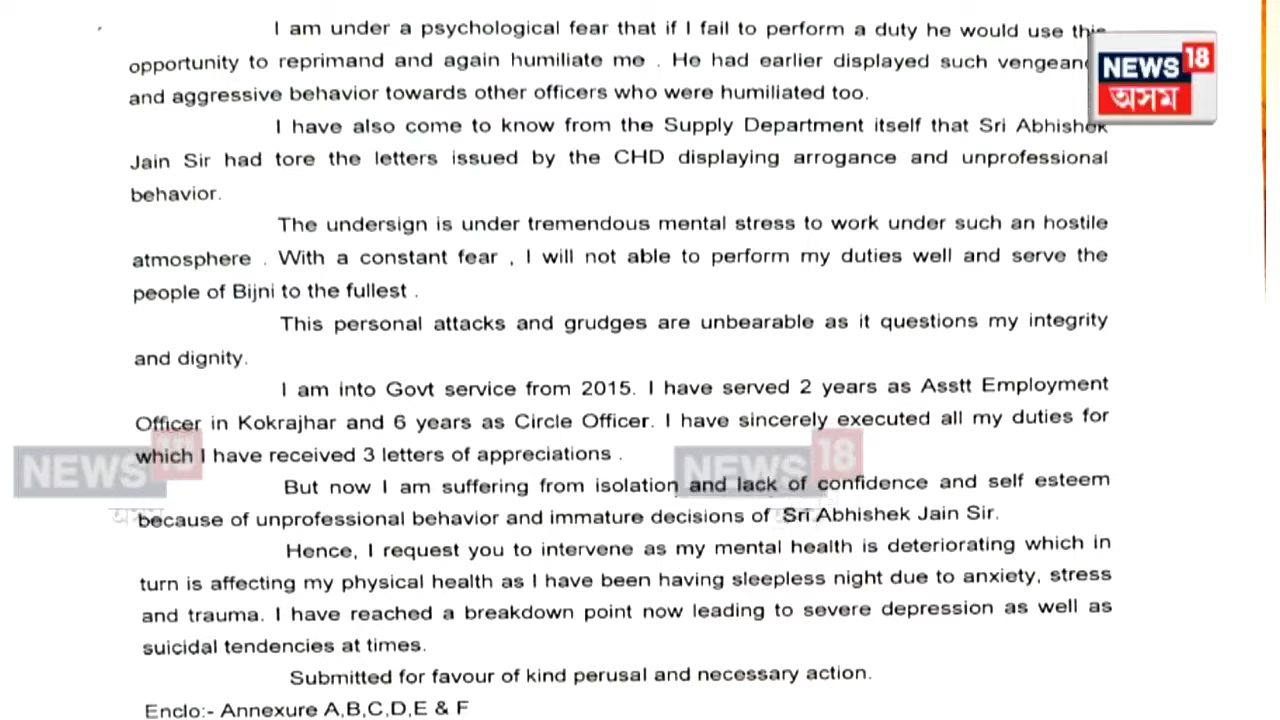 I am under a psychological fear that if I fail to perform a duty he would use this
opportunity to reprimand and again humiliate me . He had earlier displayed such
and aggressive behavior towards other officers who were humiliated too.
I have also come to know from the Supply Department itself that Sri Abhishek
Jain Sir had tore the letters issued by the CHD displaying arrogance and unprofessional
behavior.
The undersign is under tremendous mental stress to work under such an hostile
atmosphere . With a constant fear , I will not able to perform my duties well and serve the
people of Bijni to the fullest .
This personal attacks and grudges are unbearable as it questions my integrity
and dignity.
I am into Govt service from 2015. I have served 2 years as Asstt Employment
Officer in Kokrajhar and 6 years as Circle Officer. I have sincerely executed all my duties for
which I have received 3 letters of appreciations .
But now I am suffering from isolation and lack of confidence and self esteem
because of unprofessional behavior and immature decisions of Sri Abhishek Jain Sir.
Hence, I request you to intervene as my mental health is deteriorating which in
turn is affecting my physical health as I have been having sleepless night due to anxiety, stress
and trauma. I have reached a breakdown point now leading to severe depression as well as
suicidal tendencies at times.
Submitted for favour of kind perusal and necessary action.
Enclo:- Annexure A,B,C,D,E & F
NEWS 18
অসম
NEWS 18
অসম
NEWS 18